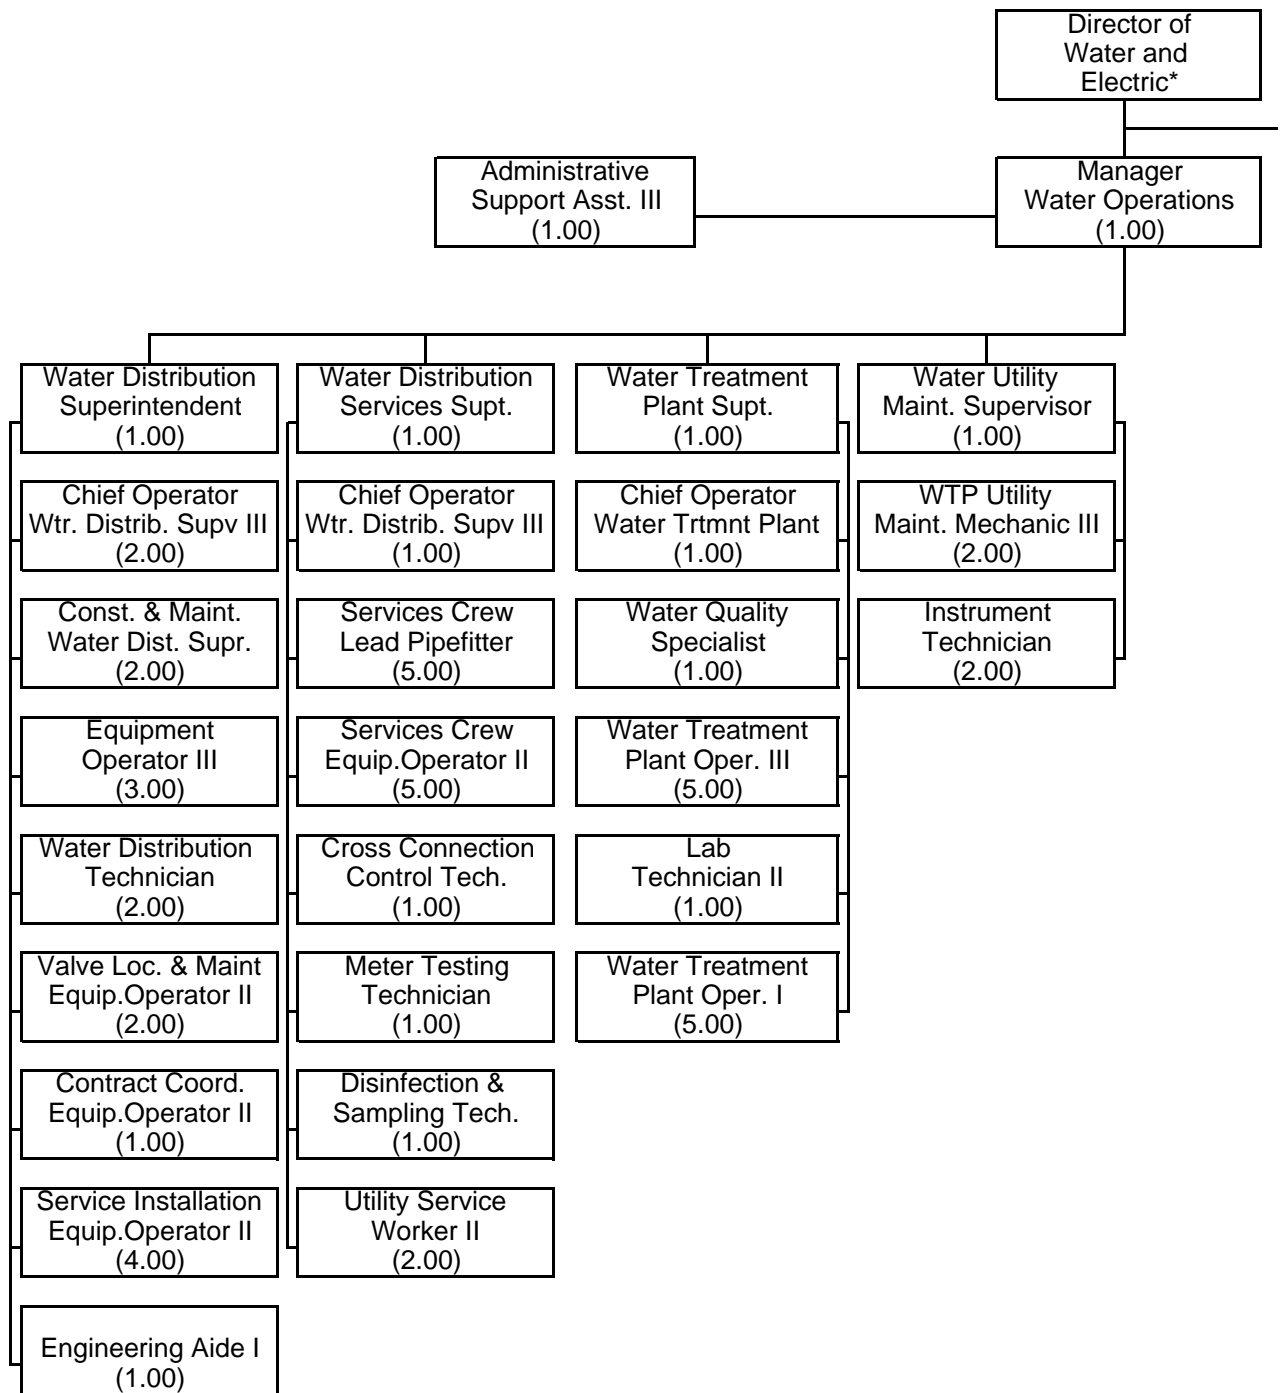 Director of
Water and
Electric*
Administrative
Support Asst. III
(1.00)
Manager
Water Operations
(1.00)
Water Distribution
Superintendent
(1.00)
Chief Operator
Wtr. Distrib. Supv III
(2.00)
Const. & Maint.
Water Dist. Supr.
(2.00)
Equipment
Operator III
(3.00)
Water Distribution
Technician
(2.00)
Valve Loc. & Maint
Equip.Operator II
(2.00)
Contract Coord.
Equip.Operator II
(1.00)
Service Installation
Equip.Operator II
(4.00)
Engineering Aide I
(1.00)
Water Distribution
Services Supt.
(1.00)
Chief Operator
Wtr. Distrib. Supv III
(1.00)
Services Crew
Lead Pipefitter
(5.00)
Services Crew
Equip.Operator II
(5.00)
Cross Connection
Control Tech.
(1.00)
Meter Testing
Technician
(1.00)
Disinfection &
Sampling Tech.
(1.00)
Utility Service
Worker II
(2.00)
Water Treatment
Plant Supt.
(1.00)
Chief Operator
Water Trtmnt Plant
(1.00)
Water Quality
Specialist
(1.00)
Water Treatment
Plant Oper. III
(5.00)
Lab
Technician II
(1.00)
Water Treatment
Plant Oper. I
(5.00)
Water Utility
Maint. Supervisor
(1.00)
WTP Utility
Maint. Mechanic III
(2.00)
Instrument
Technician
(2.00)